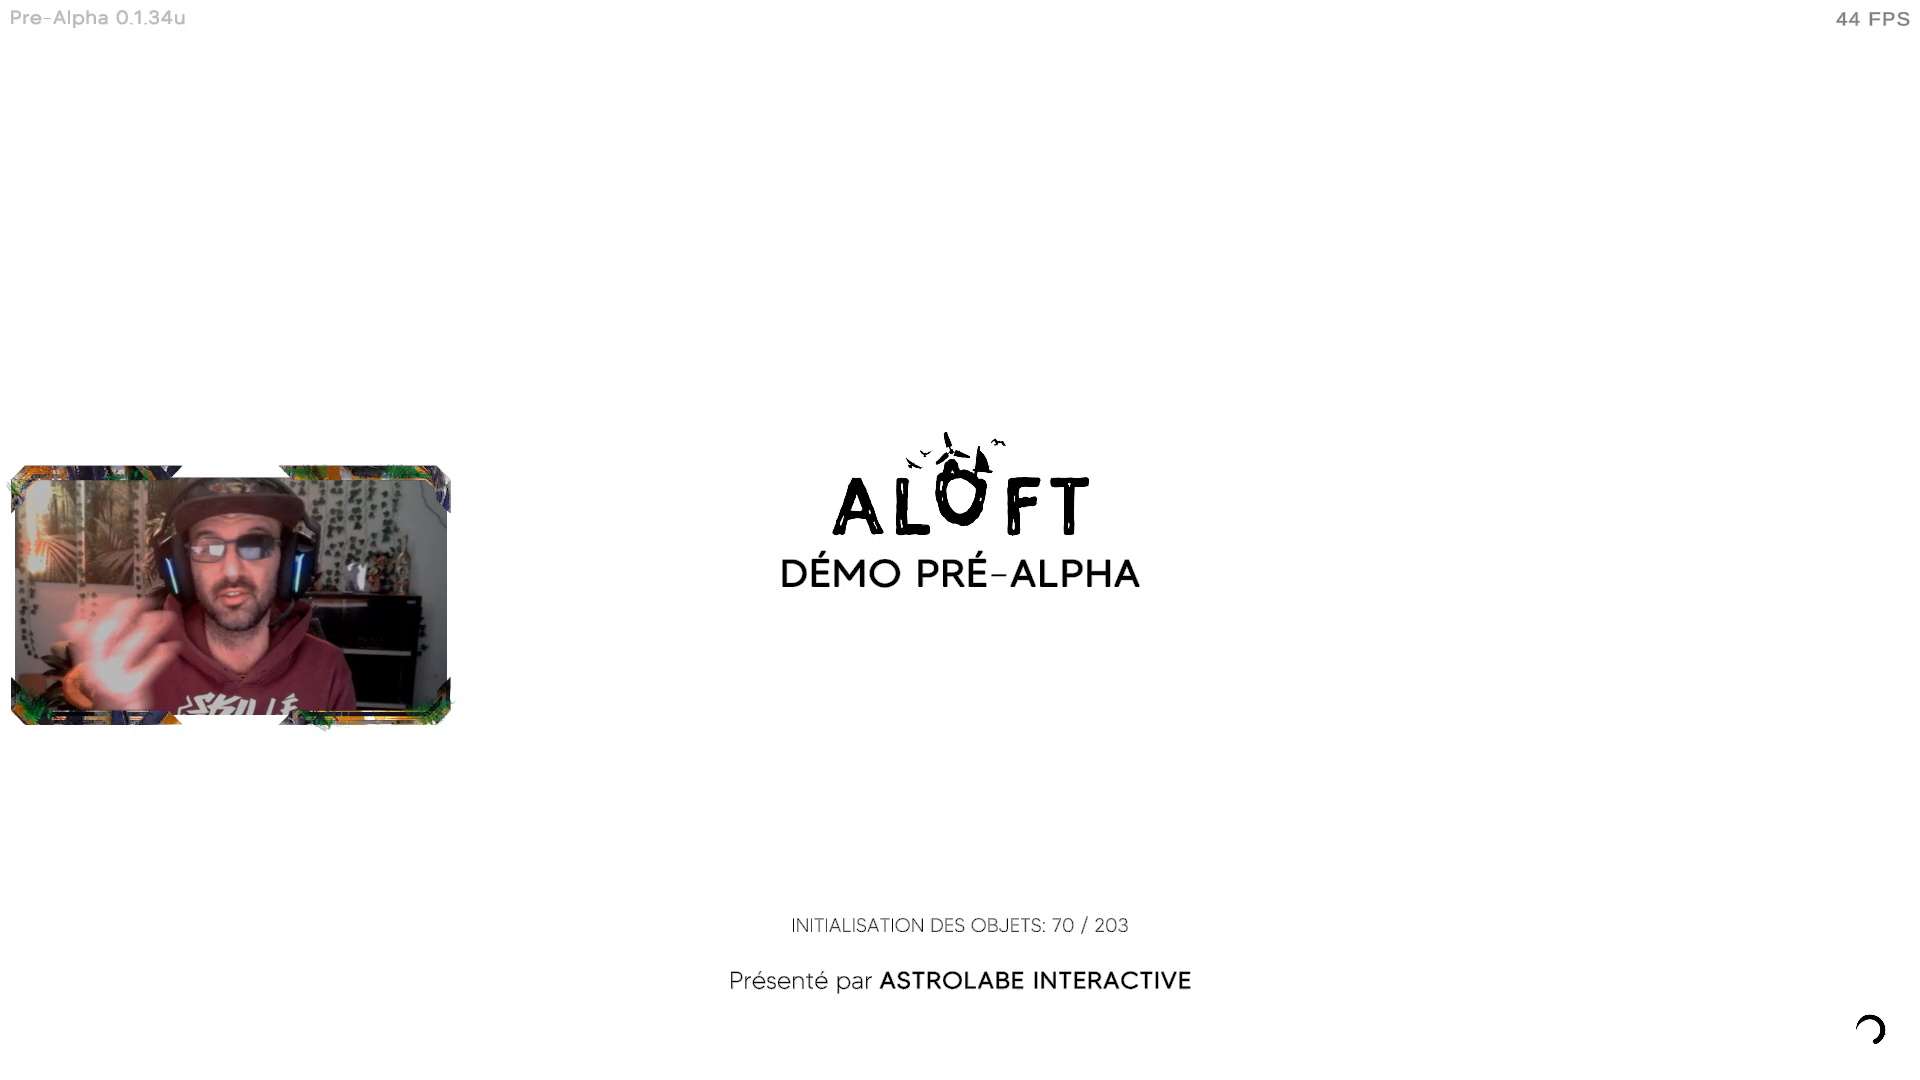 Pre-Alpha 0.1.34u
44 FPS
ALOFT
DÉMO PRÉ-ALPHA
SKILLÉ
INITIALISATION DES OBJETS: 70 / 203
Présenté par ASTROLABE INTERACTIVE